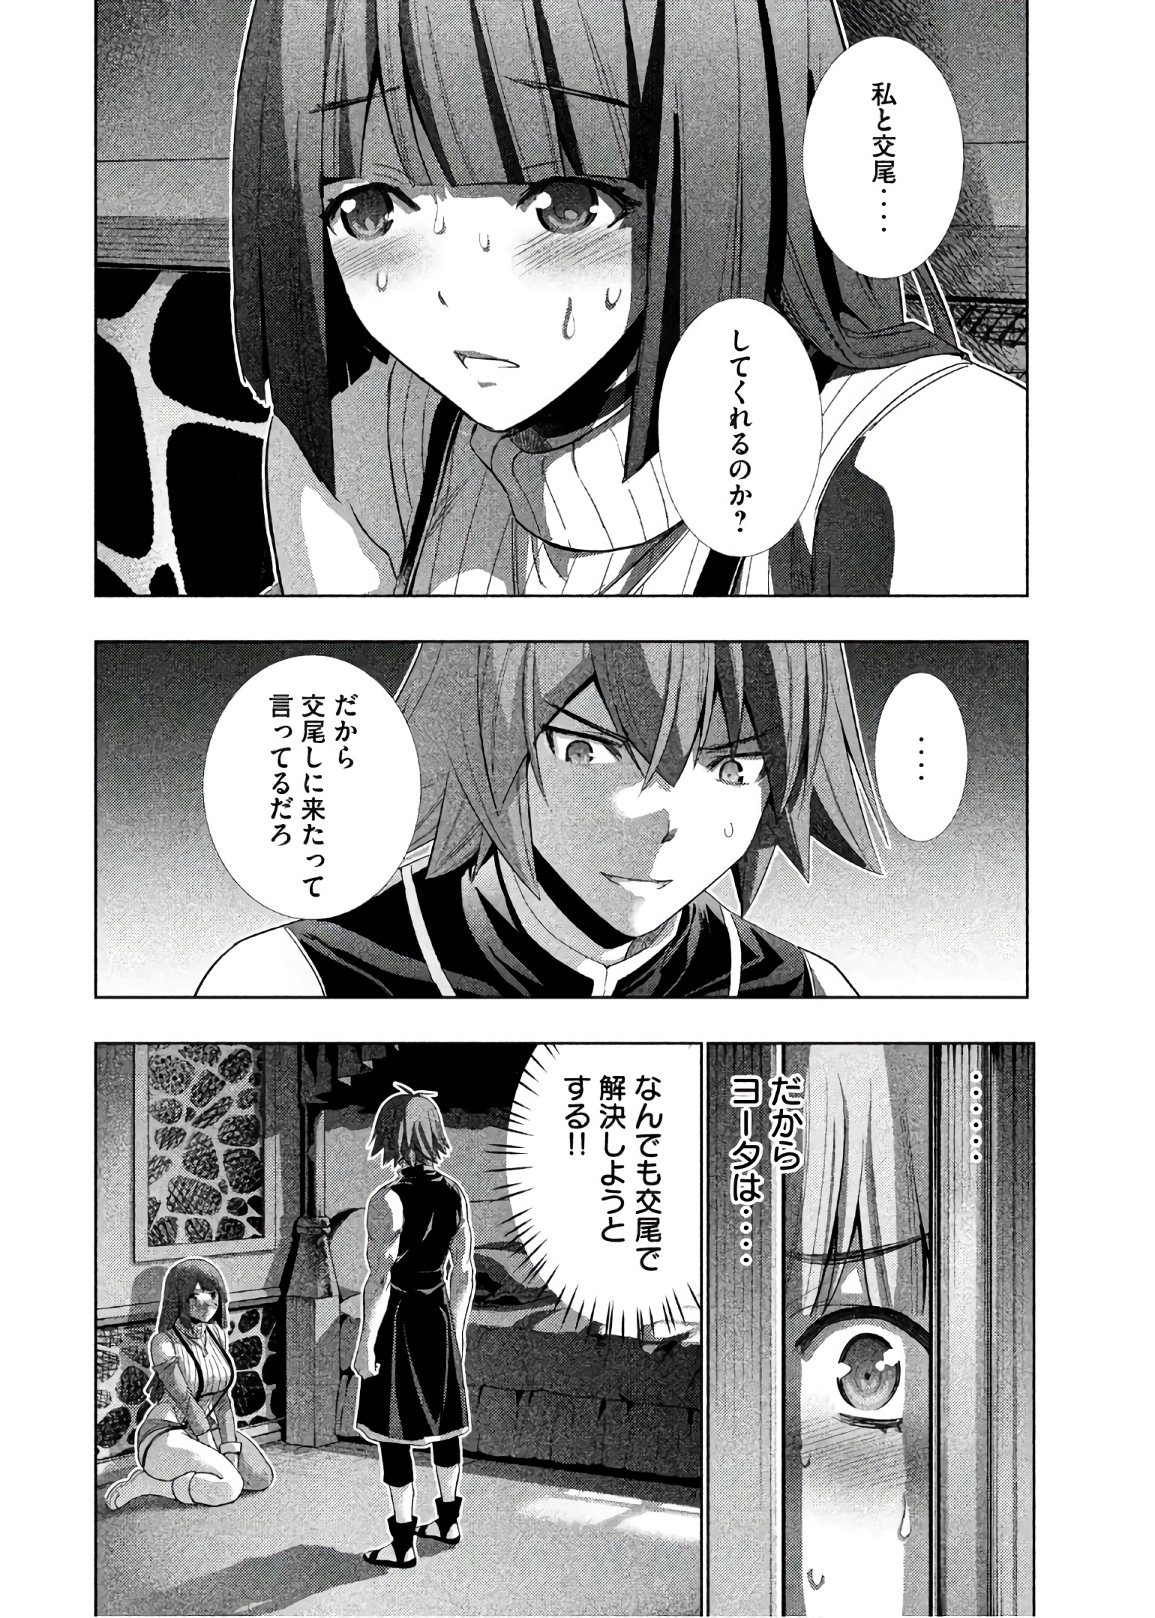 私と交尾‥‥
してくれるのか?
‥‥
だから
交尾しに来たって
言ってるだろ
‥‥‥
だから
ヨータは‥‥
なんでも交尾で
解決しようと
する!!